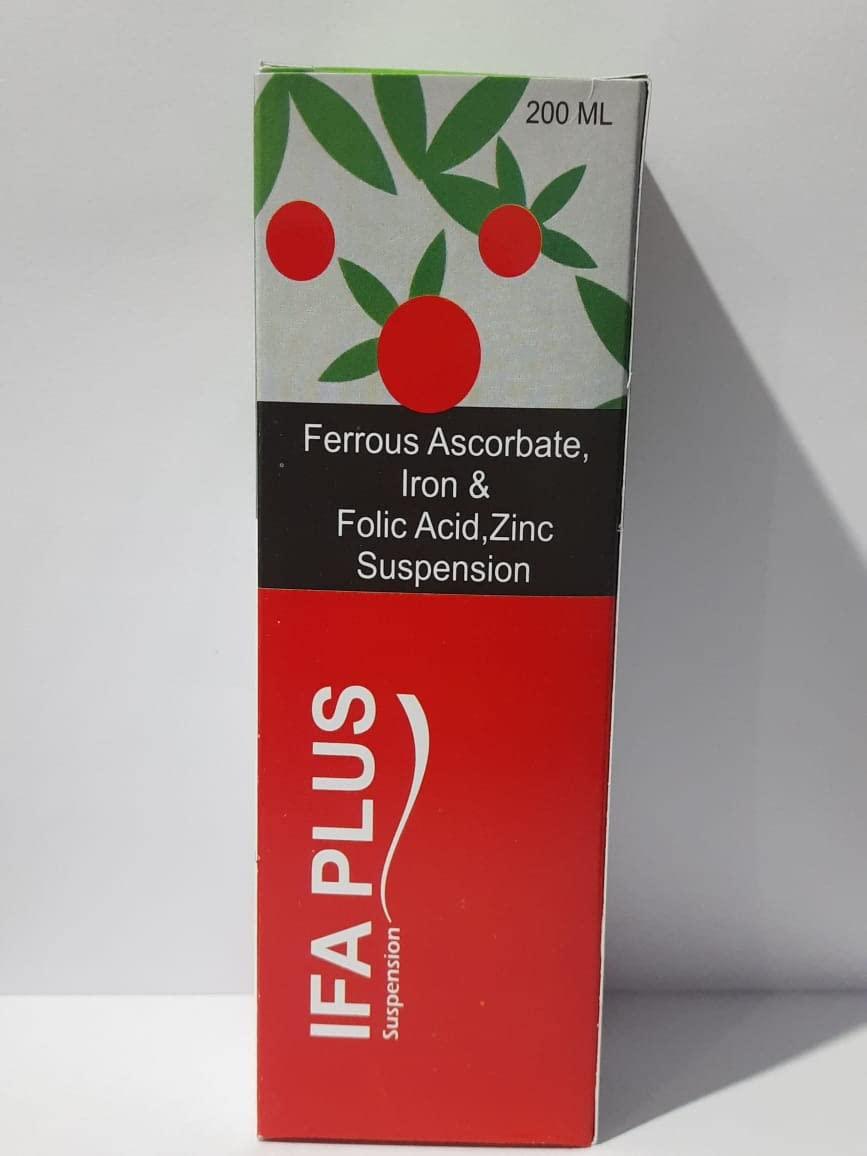 200 ML
Ferrous Ascorbate,
Iron &
Folic Acid,Zinc
Suspension
IFA PLUS
Suspension